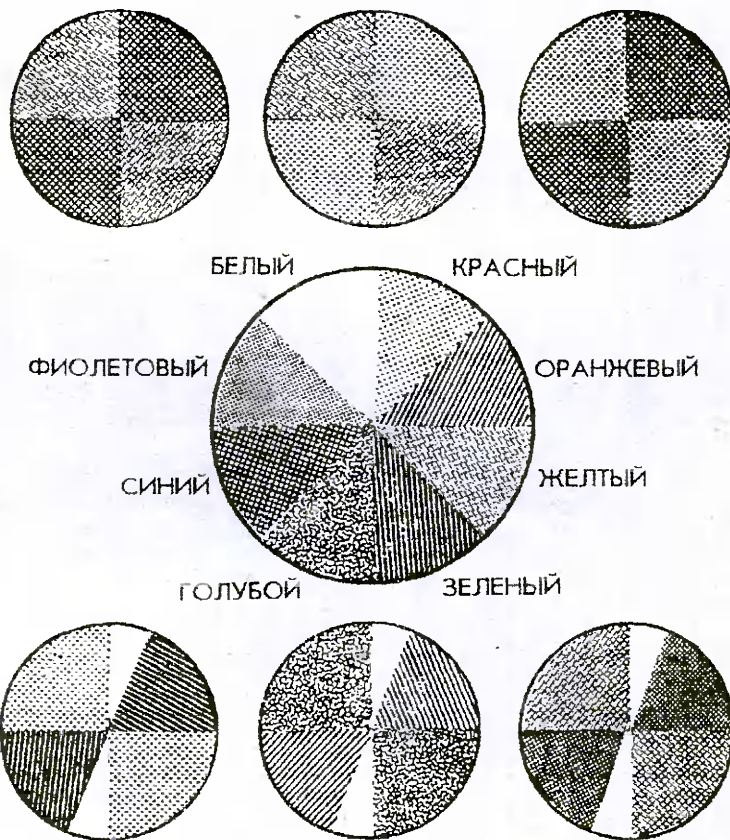 БЕЛЫЙ КРАСНЫЙ
ФИОЛЕТОВЫЙ ОРАНЖЕВЫЙ
СИНИЙ ЖЕЛТЫЙ
ГОЛУБОЙ ЗЕЛЕНЫЙ